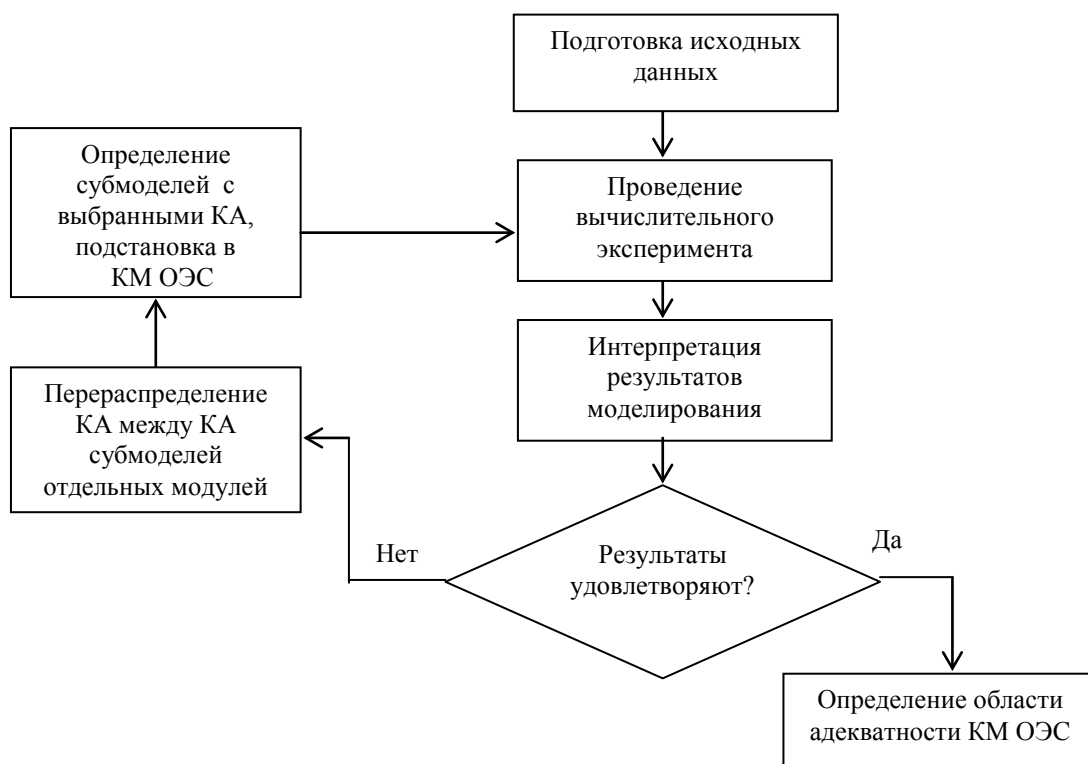 Подготовка исходных
данных
Определение
субмоделей с
выбранными КА,
подстановка в
КМ ОЭС
Проведение
вычислительного
эксперимента
Интерпретация
результатов
моделирования
Перераспределение
КА между КА
субмоделей
отдельных модулей
Нет
Результаты
удовлетворяют?
Да
Определение области
адекватности КМ ОЭС